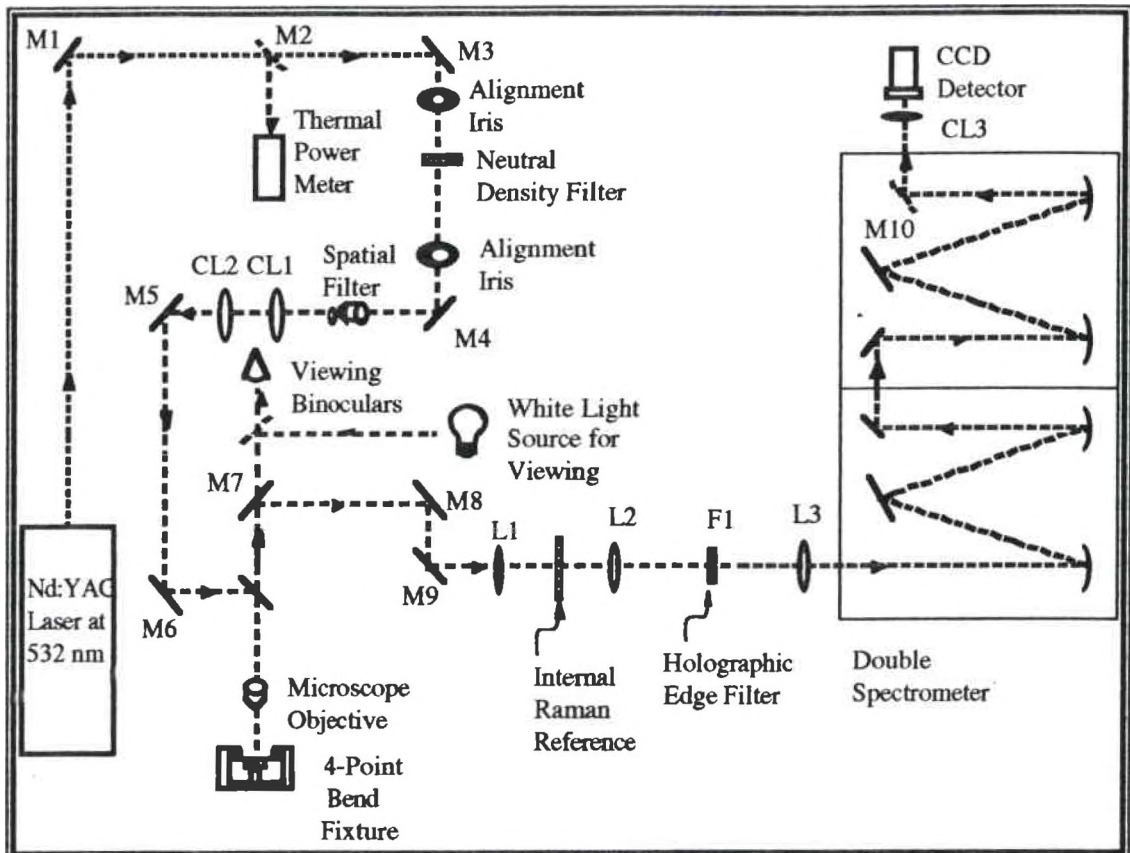 M1
M2
M3
CCD
Detector
CL3
Alignment
Iris
Thermal
Power
Meter
Neutral
Density Filter
M10
CL2
CL1
Spatial
Filter
Alignment
Iris
M5
M4
Viewing
Binoculars
White Light
Source for
Viewing
M7
M8
L1
L2
F1
L3
M9
M6
Nd:YAG
Laser at
532 nm
Microscope
Objective
Internal
Raman
Reference
Holographic
Edge Filter
Double
Spectrometer
4-Point
Bend
Fixture